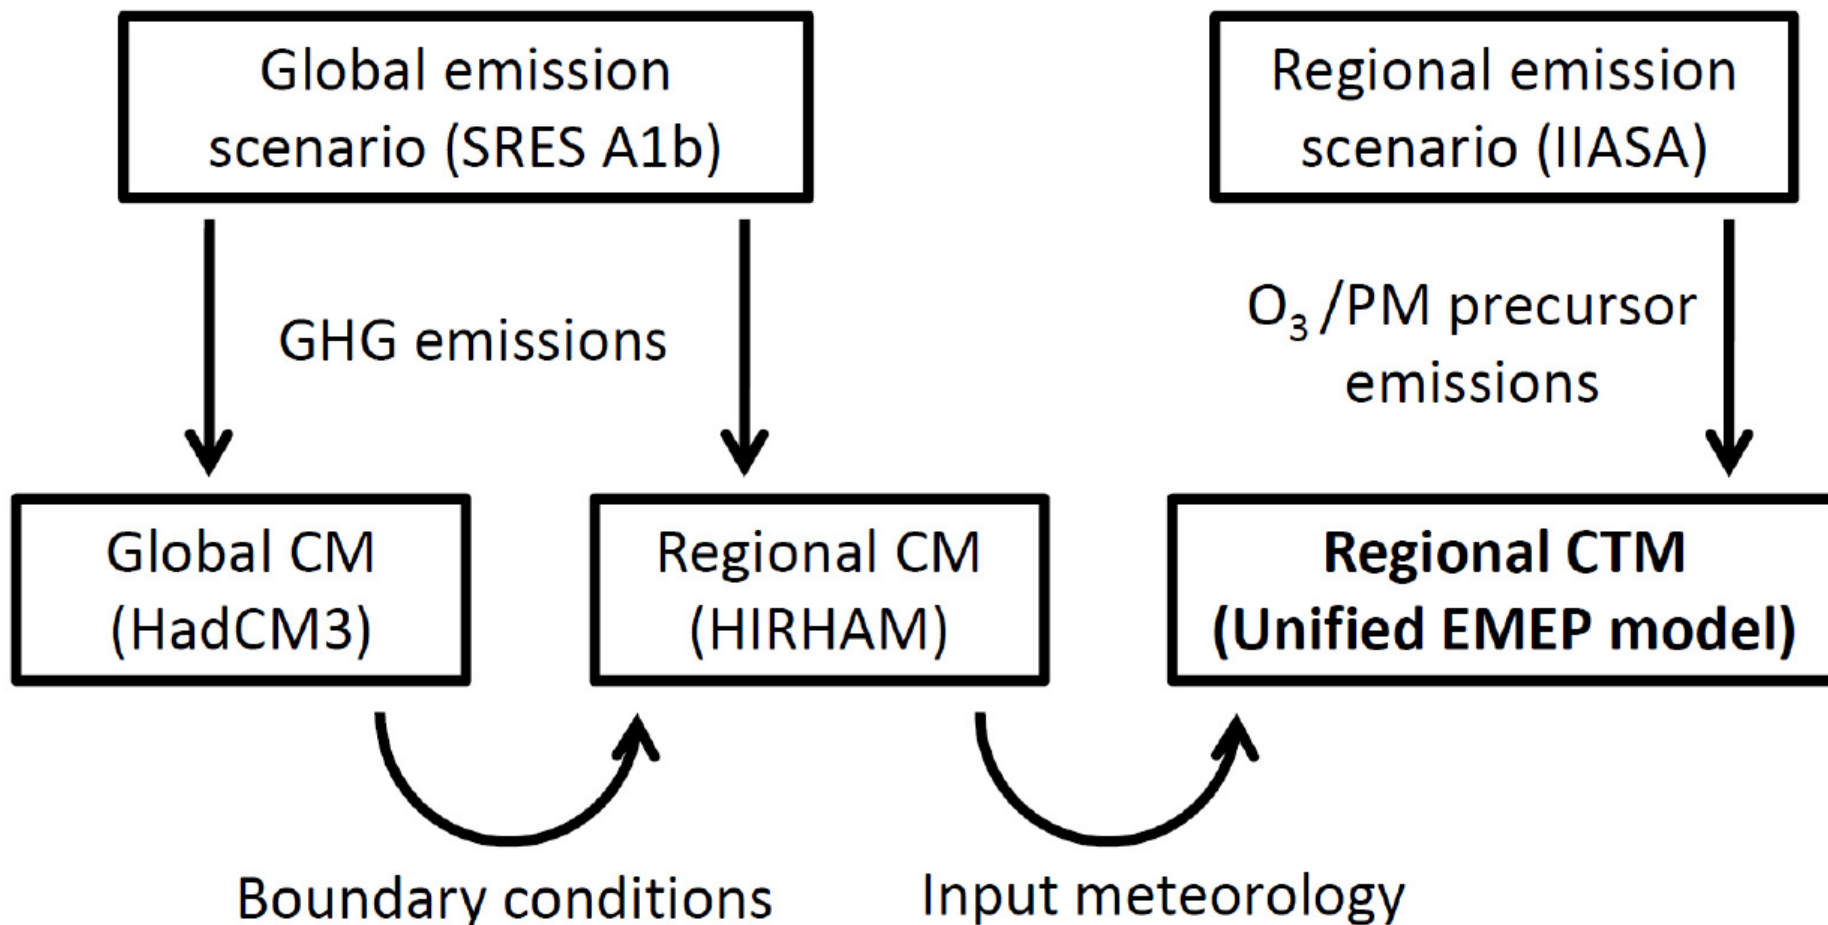 Global emission
scenario (SRES A1b)
Regional emission
scenario (IIASA)
GHG emissions
O₃ /PM precursor
emissions
Global CM
(HadCM3)
Regional CM
(HIRHAM)
Regional CTM
(Unified EMEP model)
Boundary conditions
Input meteorology